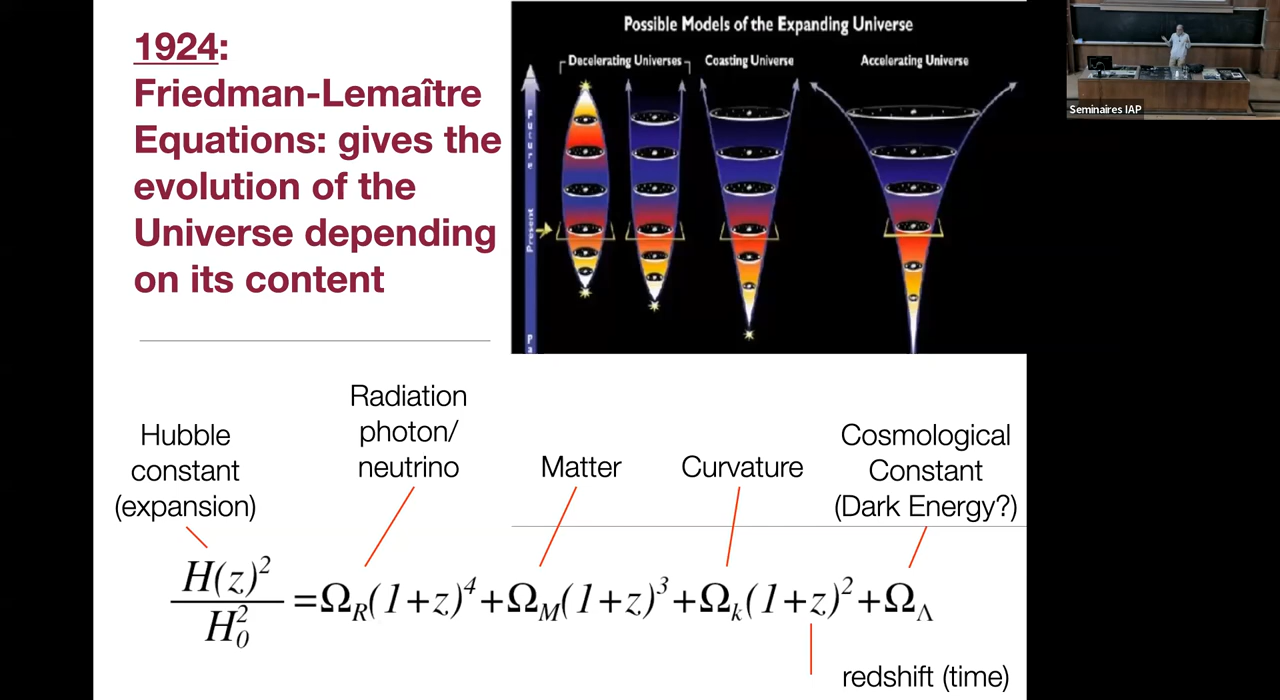 1924:
Friedman-Lemaître
Equations: gives the
evolution of the
Universe depending
on its content
Possible Models of the Expanding Universe
Decelerating Universes
Coasting Universe
Accelerating Universe
Future
Present
Pa
Seminaires IAP
Hubble
constant
(expansion)
Radiation
photon/
neutrino
Matter
Curvature
Cosmological
Constant
(Dark Energy?)
H(z)²/H₀² =Ω_R(1+z)⁴+Ω_M(1+z)³+Ω_k(1+z)²+Ω_Λ
redshift (time)